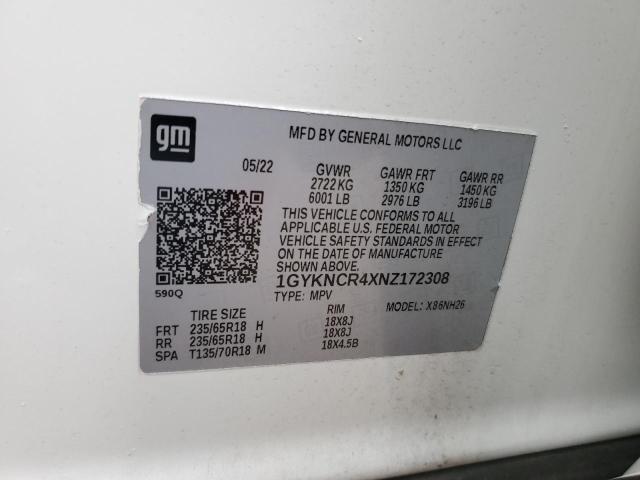 gm
MFD BY GENERAL MOTORS LLC
05/22 GVWR GAWR FRT GAWR RR
2722 KG 1350 KG 1450 KG
6001 LB 2976 LB 3196 LB
THIS VEHICLE CONFORMS TO ALL
APPLICABLE U.S. FEDERAL MOTOR
VEHICLE SAFETY STANDARDS IN EFFECT
ON THE DATE OF MANUFACTURE
SHOWN ABOVE.
1GYKNCR4XNZ172308
590Q TYPE: MPV MODEL: X86NH26
TIRE SIZE RIM
FRT 235/65R18 H 18X8J
RR 235/65R18 H 18X8J
SPA T135/70R18 M 18X4.5B